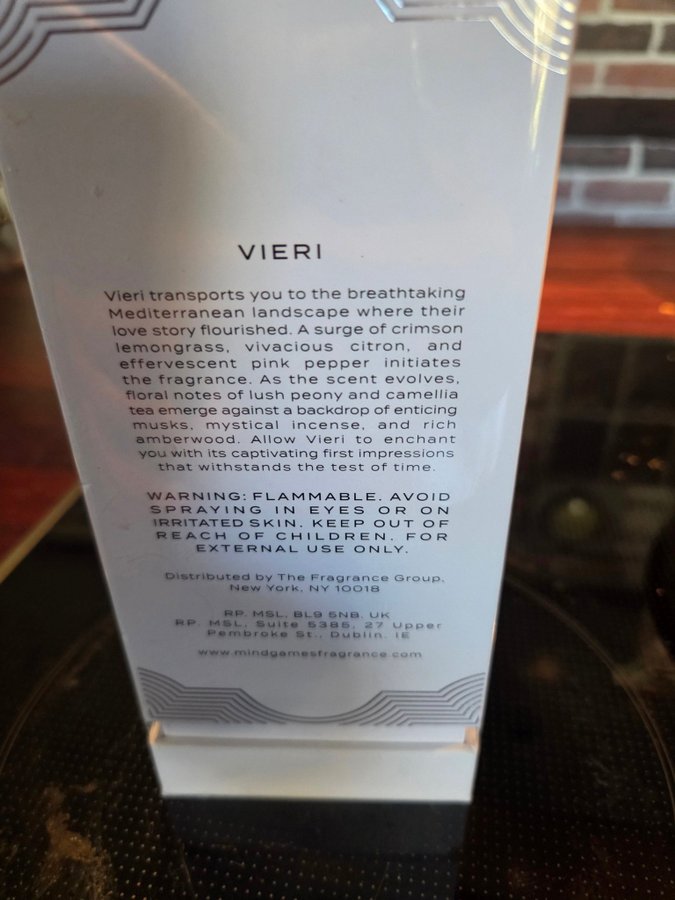 VIERI
Vieri transports you to the breathtaking
Mediterranean landscape where their
love story flourished. A surge of crimson
lemongrass, vivacious citron, and
effervescent pink pepper initiates
the fragrance. As the scent evolves,
floral notes of lush peony and camellia
tea emerge against a backdrop of enticing
musks, mystical incense, and rich
amberwood. Allow Vieri to enchant
you with its captivating first impressions
that withstands the test of time.
WARNING: FLAMMABLE. AVOID
SPRAYING IN EYES OR ON
IRRITATED SKIN. KEEP OUT OF
REACH OF CHILDREN. FOR
EXTERNAL USE ONLY.
Distributed by The Fragrance Group,
New York, NY 10018
RP. MSL, BL9 5NB. UK
RP. MSL, Suite 5385, 27 Upper
Pembroke St., Dublin. IE
www.mindgamesfragrance.com